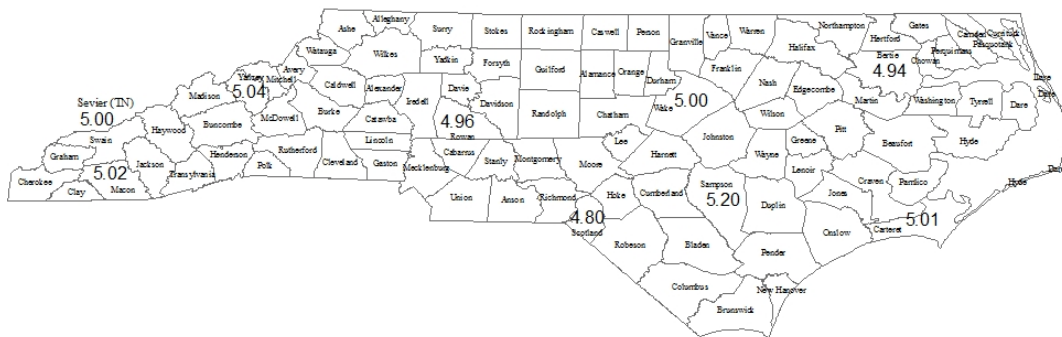 Ashe
Alleghany
Surry
Stokes
Rockingham
Caswell
Person
Granville
Vance
Warren
Northampton
Gates
Hertford
Halifax
Camden
Currituck
Pasquotank
Perquimans
Chowan
Bertie
4.94
Watauga
Wilkes
Yadkin
Forsyth
Guilford
Alamance
Orange
Durham
Franklin
Nash
Edgecombe
Martin
Washington
Tyrrell
Dare
Dare
Dare
Avery
Mitchell
Yancey
5.04
Caldwell
Alexander
Iredell
Davie
Davidson
Randolph
Chatham
Wake
5.00
Wilson
Pitt
Beaufort
Hyde
Madison
Sevier (TN)
5.00
Swain
Haywood
Buncombe
McDowell
Burke
Catawba
4.96
Rowan
Lincoln
Lee
Johnston
Greene
Wayne
Graham
Jackson
Henderson
Rutherford
Cleveland
Gaston
Mecklenburg
Cabarrus
Stanly
Montgomery
Moore
Harnett
Lenoir
Craven
Pamlico
Cherokee
Clay
5.02
Macon
Transylvania
Polk
Union
Anson
Richmond
Hoke
Cumberland
Sampson
5.20
Duplin
Jones
Hyde
Dare
4.80
Scotland
Robeson
Bladen
Pender
Onslow
Carteret
5.01
Columbus
New Hanover
Brunswick